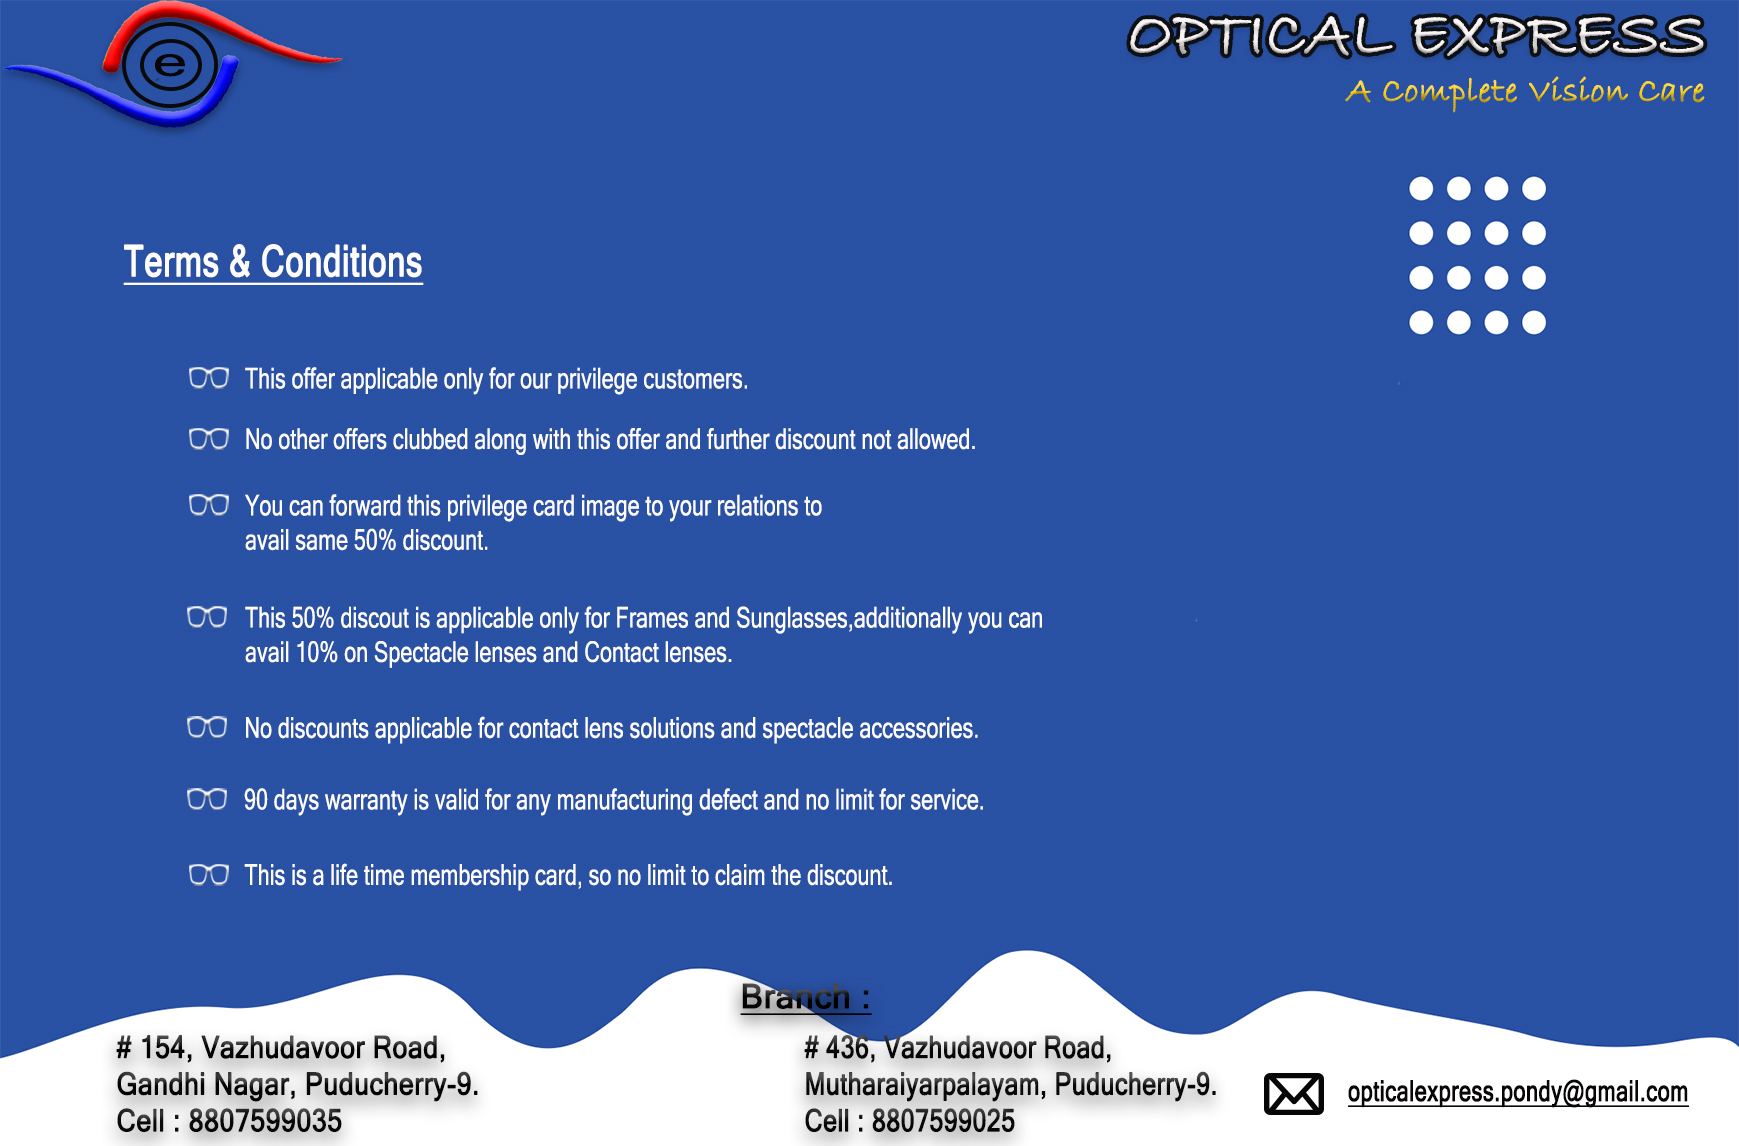 e
OPTICAL EXPRESS
A Complete Vision Care
Terms & Conditions
This offer applicable only for our privilege customers.
No other offers clubbed along with this offer and further discount not allowed.
You can forward this privilege card image to your relations to
avail same 50% discount.
This 50% discout is applicable only for Frames and Sunglasses,additionally you can
avail 10% on Spectacle lenses and Contact lenses.
No discounts applicable for contact lens solutions and spectacle accessories.
90 days warranty is valid for any manufacturing defect and no limit for service.
This is a life time membership card, so no limit to claim the discount.
# 154, Vazhudavoor Road,
Gandhi Nagar, Puducherry-9.
Cell : 8807599035
Branch :
# 436, Vazhudavoor Road,
Mutharaiyarpalayam, Puducherry-9.
Cell : 8807599025
opticalexpress.pondy@gmail.com